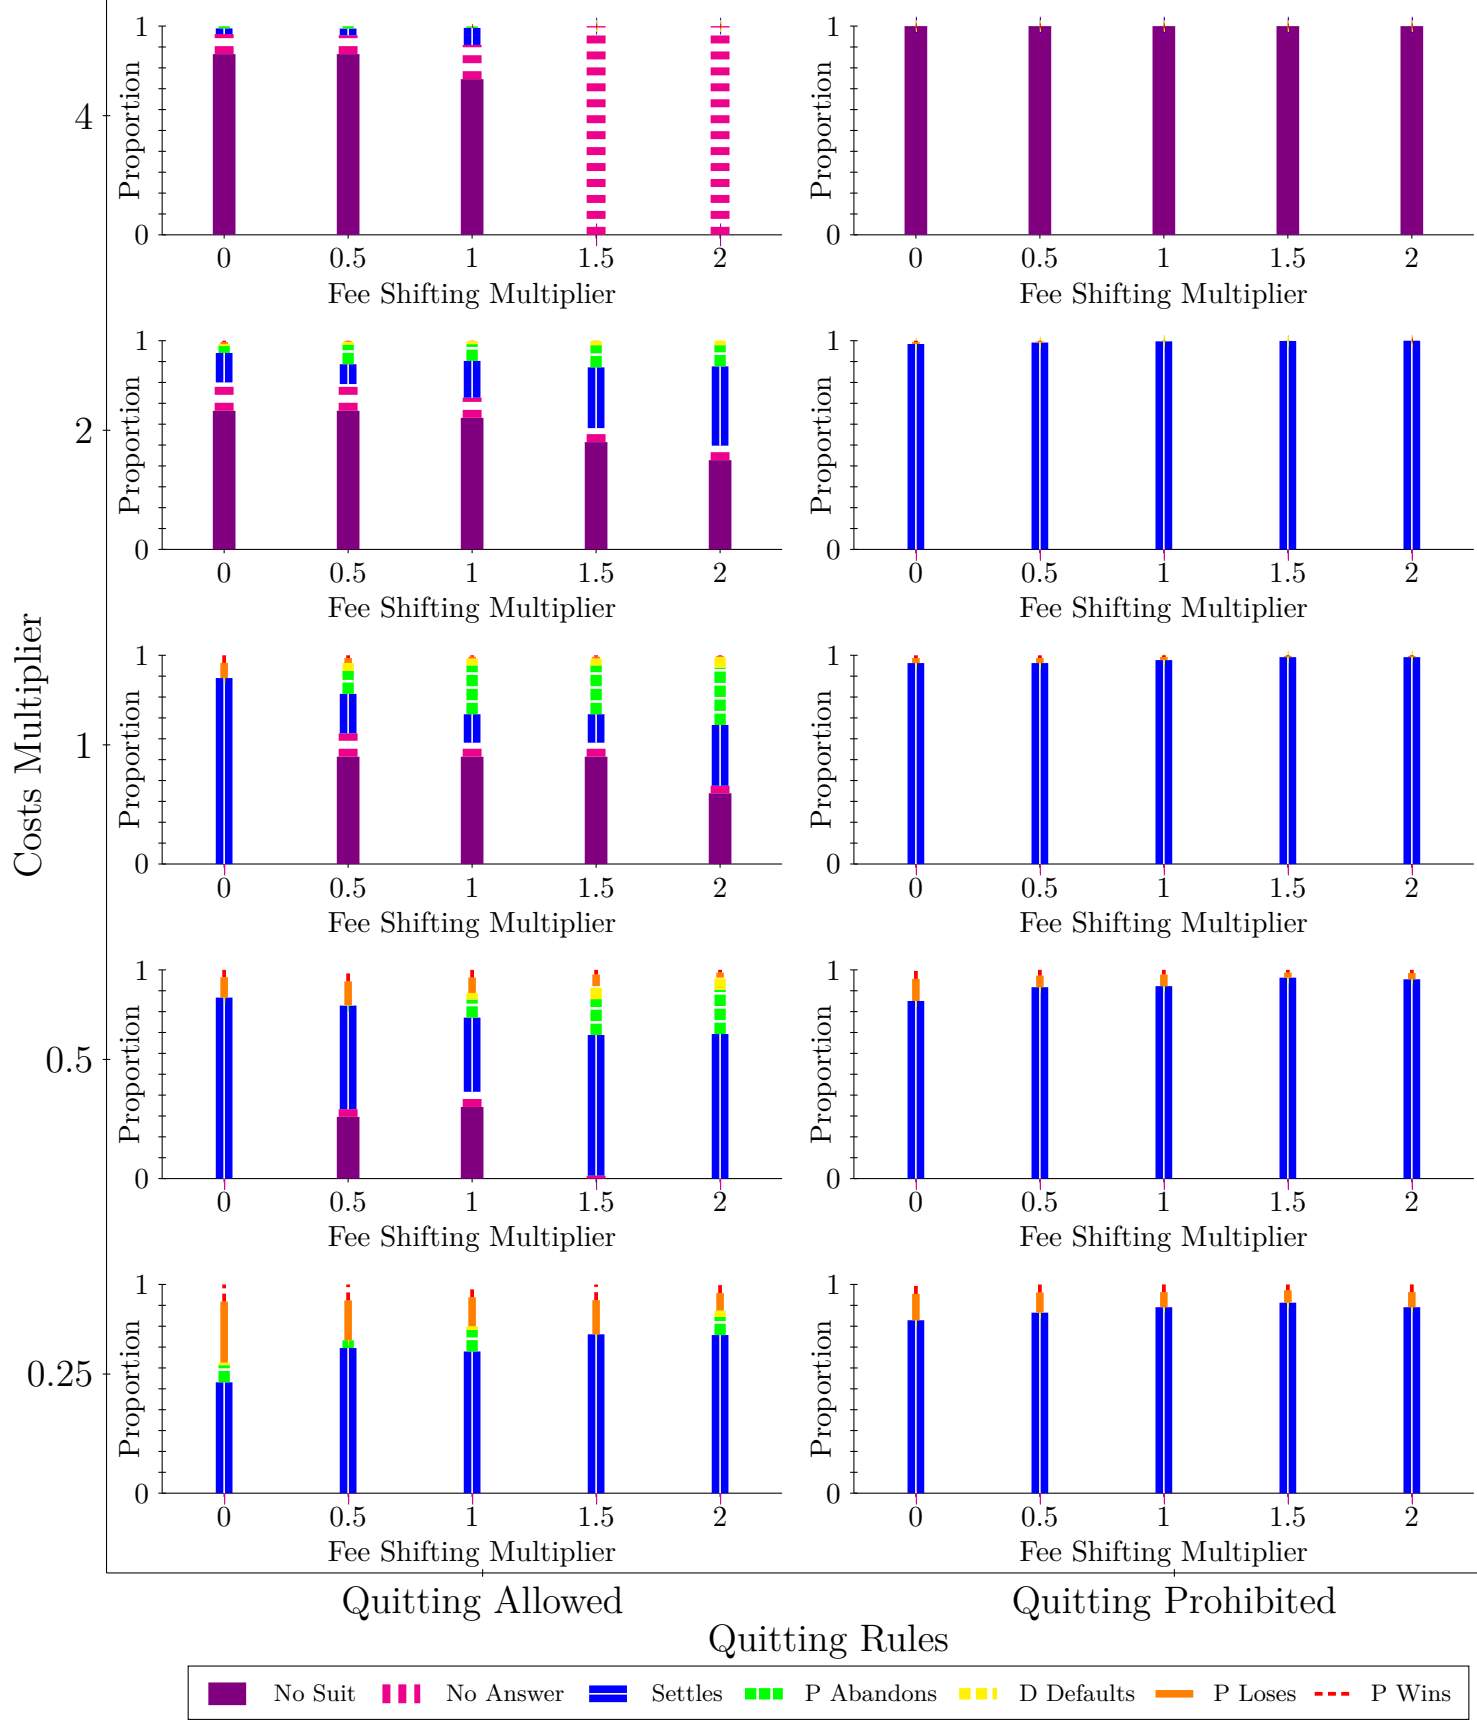 Costs Multiplier
4
Proportion
1
0
0 0.5 1 1.5 2
Fee Shifting Multiplier
Proportion
1
0
0 0.5 1 1.5 2
Fee Shifting Multiplier
2
Proportion
1
0
0 0.5 1 1.5 2
Fee Shifting Multiplier
Proportion
1
0
0 0.5 1 1.5 2
Fee Shifting Multiplier
1
Proportion
1
0
0 0.5 1 1.5 2
Fee Shifting Multiplier
Proportion
1
0
0 0.5 1 1.5 2
Fee Shifting Multiplier
0.5
Proportion
1
0
0 0.5 1 1.5 2
Fee Shifting Multiplier
Proportion
1
0
0 0.5 1 1.5 2
Fee Shifting Multiplier
0.25
Proportion
1
0
0 0.5 1 1.5 2
Fee Shifting Multiplier
Proportion
1
0
0 0.5 1 1.5 2
Fee Shifting Multiplier
Quitting Allowed
Quitting Prohibited
Quitting Rules
No Suit No Answer Settles P Abandons D Defaults P Loses P Wins